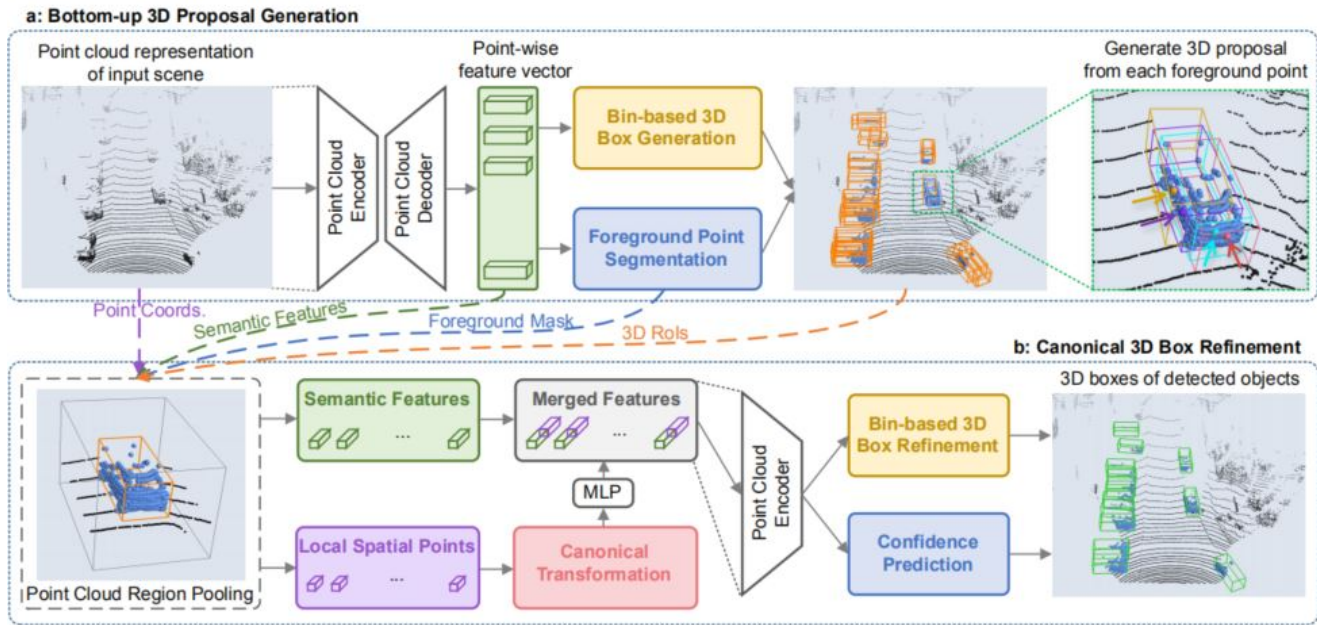 a: Bottom-up 3D Proposal Generation
Point cloud representation
of input scene
Point Cloud
Encoder
Point Cloud
Decoder
Point-wise
feature vector
Bin-based 3D
Box Generation
Foreground Point
Segmentation
Generate 3D proposal
from each foreground point
Point Coords.
Semantic Features
Foreground Mask
3D RoIs
b: Canonical 3D Box Refinement
Point Cloud Region Pooling
Semantic Features
...
Local Spatial Points
...
Merged Features
...
MLP
Canonical
Transformation
Point Cloud
Encoder
Bin-based 3D
Box Refinement
Confidence
Prediction
3D boxes of detected objects